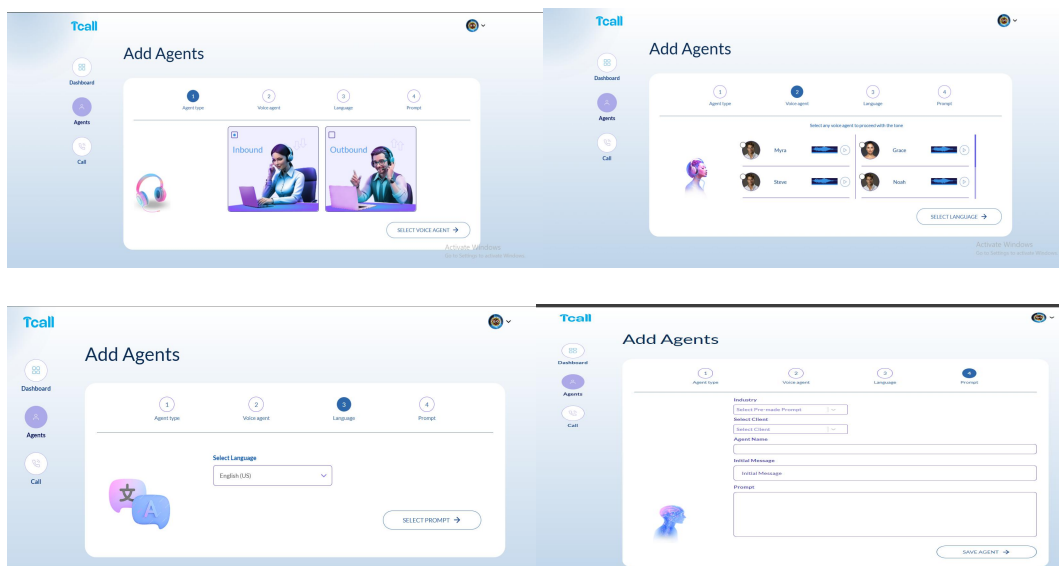 Tcall
Add Agents
Dashboard
Agents
Call
1
2
3
4
Agent type
Voice agent
Language
Prompt
Inbound
Outbound
SELECT VOICE AGENT →
Activate Windows
Go to Settings to activate Windows.
Tcall
Add Agents
Dashboard
Agents
Call
1
2
3
4
Agent type
Voice agent
Language
Prompt
Select any voice agent to proceed with the tone
Myra
Grace
Steve
Noah
SELECT LANGUAGE →
Activate Windows
Go to Settings to activate Windows.
Tcall
Add Agents
Dashboard
Agents
Call
1
2
3
4
Agent type
Voice agent
Language
Prompt
Select Language
English (US)
文
A
SELECT PROMPT →
Tcall
Add Agents
Dashboard
Agents
Call
1
2
3
4
Agent type
Voice agent
Language
Prompt
Industry
Select Pre-made Prompt
Select Client
Select Client
Agent Name
Initial Message
Initial Message
Prompt
SAVE AGENT →